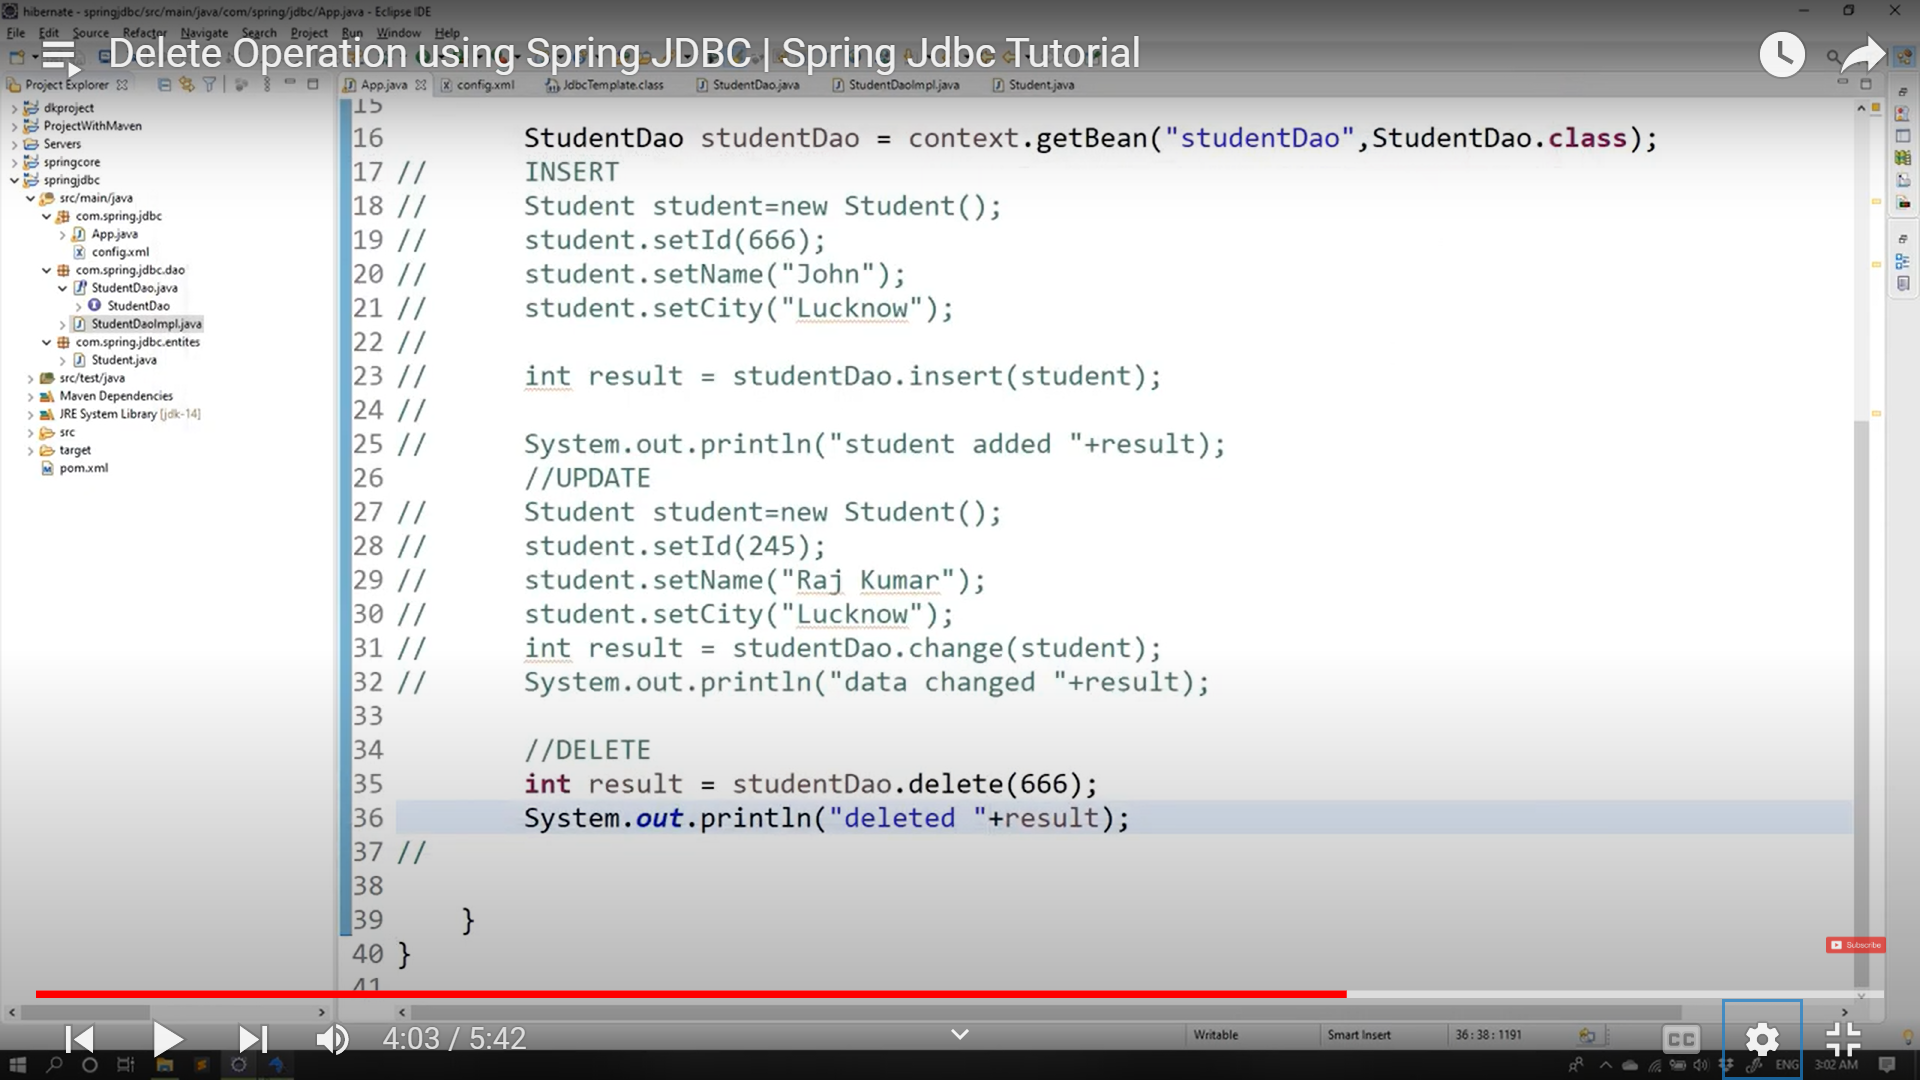 hibernate - springjdbc/src/main/java/com/spring/jdbc/App.java - Eclipse IDE
File Edit Source Refactor Navigate Search Project Run Window Help
Delete Operation using Spring JDBC | Spring Jdbc Tutorial
Project Explorer
App.java config.xml JdbcTemplate.class StudentDao.java StudentDaoImpl.java Student.java
dkproject
ProjectWithMaven
Servers
springcore
springjdbc
src/main/java
com.spring.jdbc
App.java
config.xml
com.spring.jdbc.dao
StudentDao.java
StudentDao
StudentDaoImpl.java
com.spring.jdbc.entites
Student.java
src/test/java
Maven Dependencies
JRE System Library [jdk-14]
src
target
pom.xml
15
16 StudentDao studentDao = context.getBean("studentDao",StudentDao.class);
17 // INSERT
18 // Student student=new Student();
19 // student.setId(666);
20 // student.setName("John");
21 // student.setCity("Lucknow");
22 //
23 // int result = studentDao.insert(student);
24 //
25 // System.out.println("student added "+result);
26 //UPDATE
27 // Student student=new Student();
28 // student.setId(245);
29 // student.setName("Raj Kumar");
30 // student.setCity("Lucknow");
31 // int result = studentDao.change(student);
32 // System.out.println("data changed "+result);
33
34 //DELETE
35 int result = studentDao.delete(666);
36 System.out.println("deleted "+result);
37 //
38
39 }
40 }
41
Subscribe
4:03 / 5:42
Writable Smart Insert 36:38:1191
CC
ENG 3:02 AM